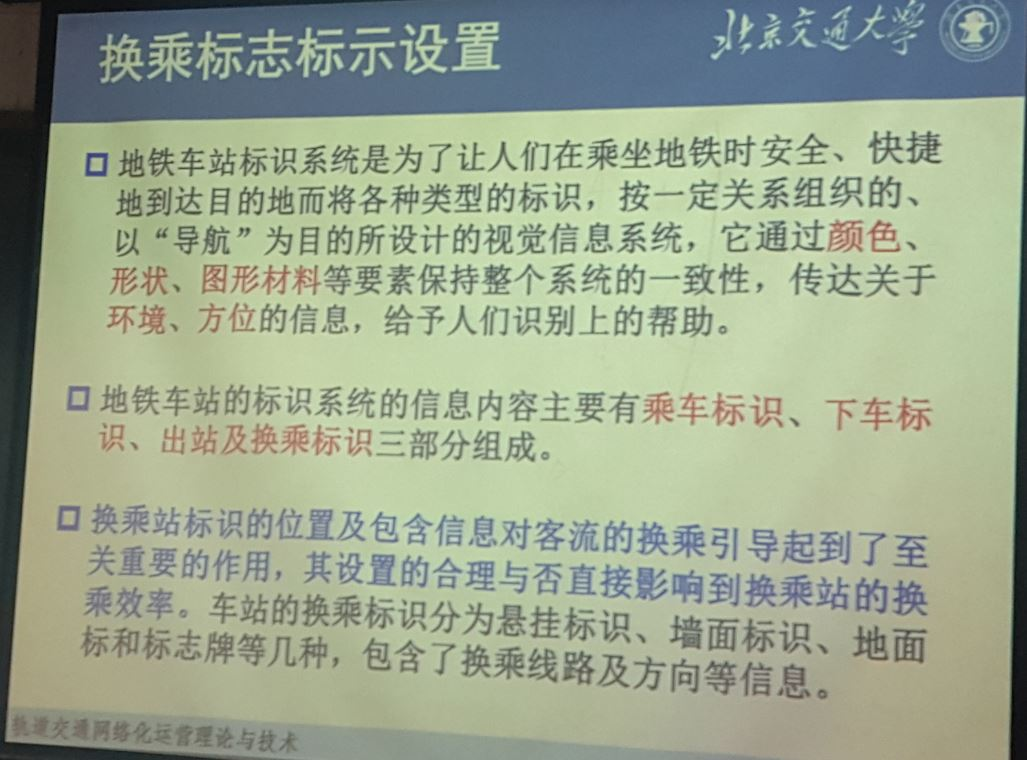 换乘标志标示设置
北京交通大學
地铁车站标识系统是为了让人们在乘坐地铁时安全、快捷
地到达目的地而将各种类型的标识，按一定关系组织的、
以“导航”为目的所设计的视觉信息系统，它通过颜色、
形状、图形材料等要素保持整个系统的一致性，传达关于
环境、方位的信息，给予人们识别上的帮助。
地铁车站的标识系统的信息内容主要有乘车标识、下车标
识、出站及换乘标识三部分组成。
换乘站标识的位置及包含信息对客流的换乘引导起到了至
关重要的作用，其设置的合理与否直接影响到换乘站的换
乘效率。车站的换乘标识分为悬挂标识、墙面标识、地面
标和标志牌等几种，包含了换乘线路及方向等信息。
轨道交通网络化运营理论与技术